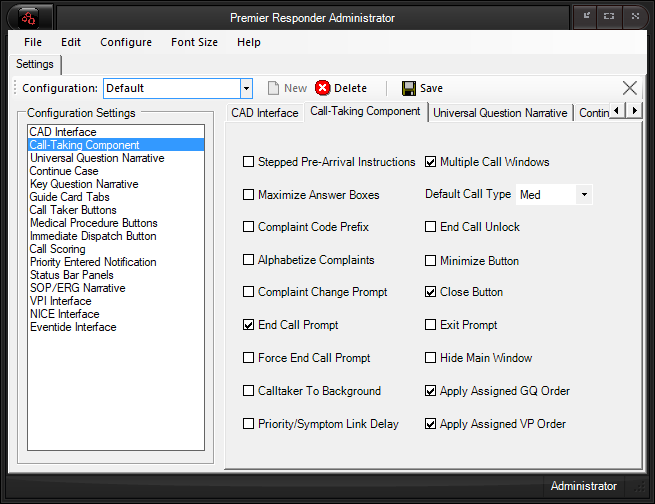 Premier Responder Administrator
File Edit Configure Font Size Help
Settings
Configuration: Default New Delete Save
Configuration Settings
CAD Interface
Call-Taking Component
Universal Question Narrative
Continue Case
Key Question Narrative
Guide Card Tabs
Call Taker Buttons
Medical Procedure Buttons
Immediate Dispatch Button
Call Scoring
Priority Entered Notification
Status Bar Panels
SOP/ERG Narrative
VPI Interface
NICE Interface
Eventide Interface
CAD Interface Call-Taking Component Universal Question Narrative Contin
Stepped Pre-Arrival Instructions Multiple Call Windows
Maximize Answer Boxes Default Call Type Med
Complaint Code Prefix End Call Unlock
Alphabetize Complaints Minimize Button
Complaint Change Prompt Close Button
End Call Prompt Exit Prompt
Force End Call Prompt Hide Main Window
Calltaker To Background Apply Assigned GQ Order
Priority/Symptom Link Delay Apply Assigned VP Order
Administrator